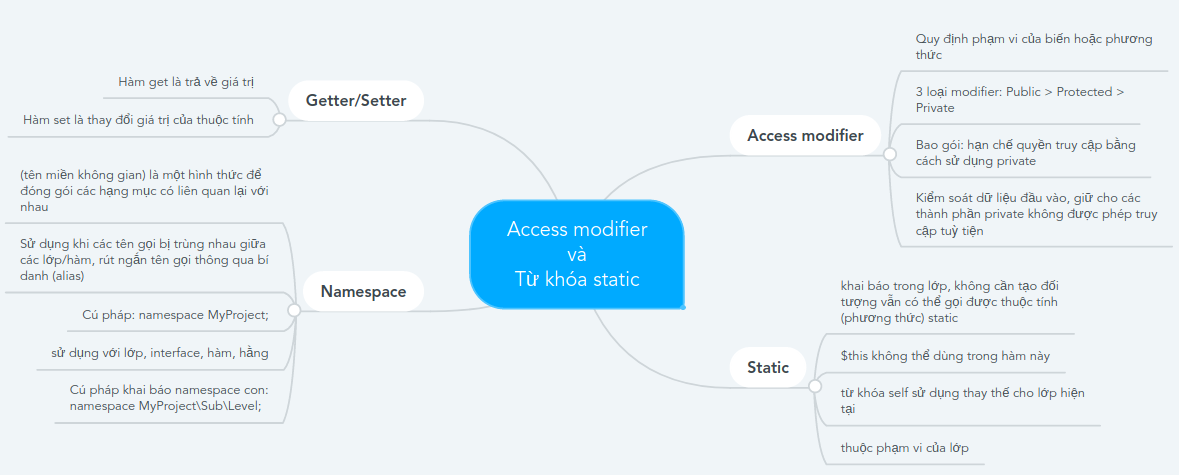 Access modifier
và
Từ khóa static
Getter/Setter
Hàm get là trả về giá trị
Hàm set là thay đổi giá trị của thuộc tính
Namespace
(tên miền không gian) là một hình thức để
đóng gói các hạng mục có liên quan lại với
nhau
Sử dụng khi các tên gọi bị trùng nhau giữa
các lớp/hàm, rút ngắn tên gọi thông qua bí
danh (alias)
Cú pháp: namespace MyProject;
sử dụng với lớp, interface, hàm, hằng
Cú pháp khai báo namespace con:
namespace MyProject\Sub\Level;
Access modifier
Quy định phạm vi của biến hoặc phương
thức
3 loại modifier: Public > Protected >
Private
Bao gói: hạn chế quyền truy cập bằng
cách sử dụng private
Kiểm soát dữ liệu đầu vào, giữ cho các
thành phần private không được phép truy
cập tuỳ tiện
Static
khai báo trong lớp, không cần tạo đối
tượng vẫn có thể gọi được thuộc tính
(phương thức) static
$this không thể dùng trong hàm này
từ khóa self sử dụng thay thế cho lớp hiện
tại
thuộc phạm vi của lớp